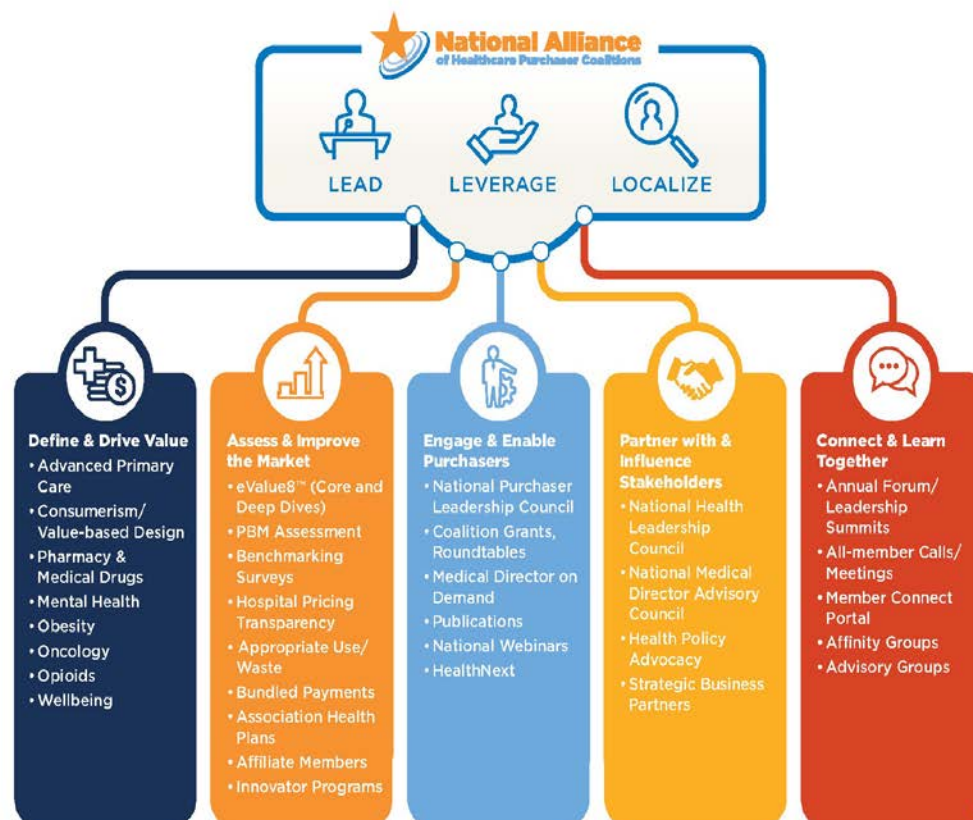 National Alliance
of Healthcare Purchaser Coalitions
LEAD
LEVERAGE
LOCALIZE
Define & Drive Value
• Advanced Primary
Care
• Consumerism/
Value-based Design
• Pharmacy &
Medical Drugs
• Mental Health
• Obesity
• Oncology
• Opioids
• Wellbeing
Assess & Improve
the Market
• eValue8™ (Core and
Deep Dives)
• PBM Assessment
• Benchmarking
Surveys
• Hospital Pricing
Transparency
• Appropriate Use/
Waste
• Bundled Payments
• Association Health
Plans
• Affiliate Members
• Innovator Programs
Engage & Enable
Purchasers
• National Purchaser
Leadership Council
• Coalition Grants,
Roundtables
• Medical Director on
Demand
• Publications
• National Webinars
• HealthNext
Partner with &
Influence
Stakeholders
• National Health
Leadership
Council
• National Medical
Director Advisory
Council
• Health Policy
Advocacy
• Strategic Business
Partners
Connect & Learn
Together
• Annual Forum/
Leadership
Summits
• All-member Calls/
Meetings
• Member Connect
Portal
• Affinity Groups
• Advisory Groups